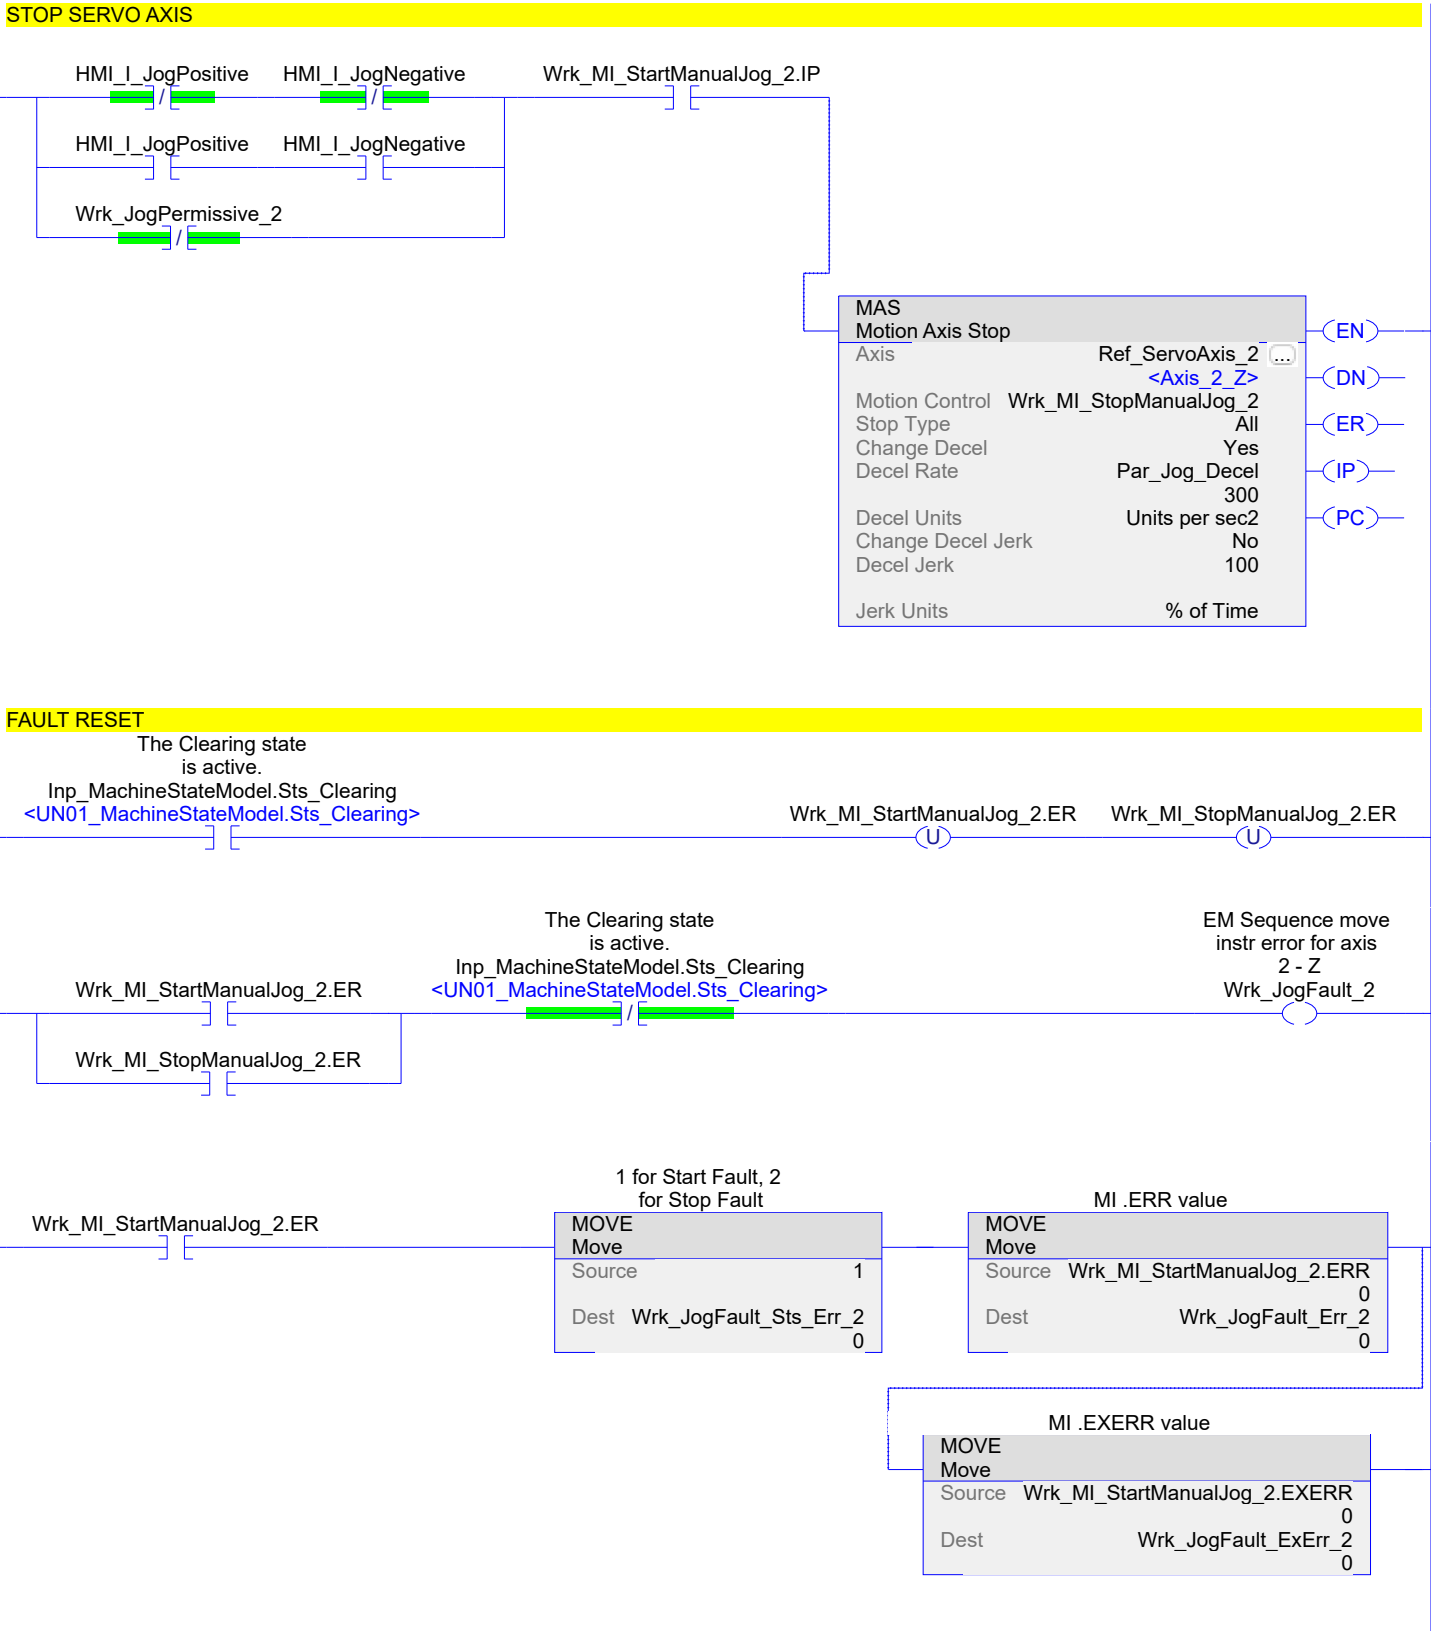 STOP SERVO AXIS
HMI_I_JogPositive HMI_I_JogNegative Wrk_MI_StartManualJog_2.IP
/ /
HMI_I_JogPositive HMI_I_JogNegative
Wrk_JogPermissive_2
/
MAS
Motion Axis Stop EN
Axis Ref_ServoAxis_2 ...
<Axis_2_Z> DN
Motion Control Wrk_MI_StopManualJog_2
Stop Type All ER
Change Decel Yes
Decel Rate Par_Jog_Decel IP
300
Decel Units Units per sec2 PC
Change Decel Jerk No
Decel Jerk 100
Jerk Units % of Time
FAULT RESET
The Clearing state
is active.
Inp_MachineStateModel.Sts_Clearing
<UN01_MachineStateModel.Sts_Clearing> Wrk_MI_StartManualJog_2.ER Wrk_MI_StopManualJog_2.ER
U U
The Clearing state
is active.
Inp_MachineStateModel.Sts_Clearing
<UN01_MachineStateModel.Sts_Clearing>
EM Sequence move
instr error for axis
2 - Z
Wrk_JogFault_2
Wrk_MI_StartManualJog_2.ER
/
Wrk_MI_StopManualJog_2.ER
1 for Start Fault, 2
for Stop Fault
MI .ERR value
Wrk_MI_StartManualJog_2.ER
MOVE
Move
Source 1
Dest Wrk_JogFault_Sts_Err_2
0
MOVE
Move
Source Wrk_MI_StartManualJog_2.ERR
0
Dest Wrk_JogFault_Err_2
0
MI .EXERR value
MOVE
Move
Source Wrk_MI_StartManualJog_2.EXERR
0
Dest Wrk_JogFault_ExErr_2
0